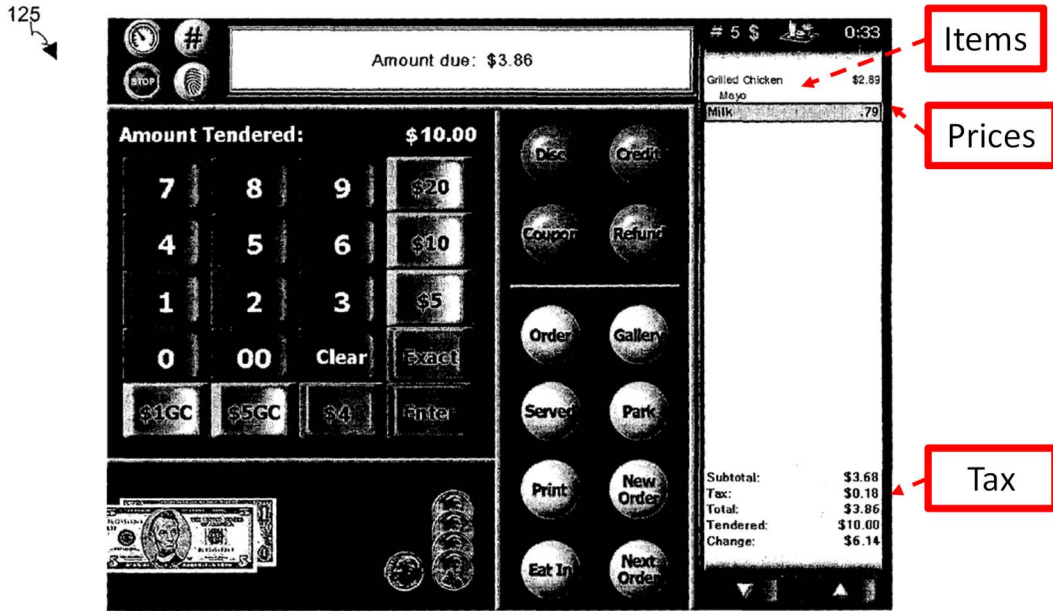 125
#
STOP
Amount due: $3.86
# 5 $ 0:33
Items
Grilled Chicken $2.89
Mayo
Milk .79
Prices
Amount Tendered: $10.00
7 8 9 $20
4 5 6 $10
1 2 3 $5
0 00 Clear Exact
$1GC $5GC $4 Enter
Disc Credit
Coupon Refund
Order Gallery
Served Park
Print New Order
Eat In Next Order
Subtotal: $3.68
Tax: $0.18
Total: $3.86
Tendered: $10.00
Change: $6.14
Tax